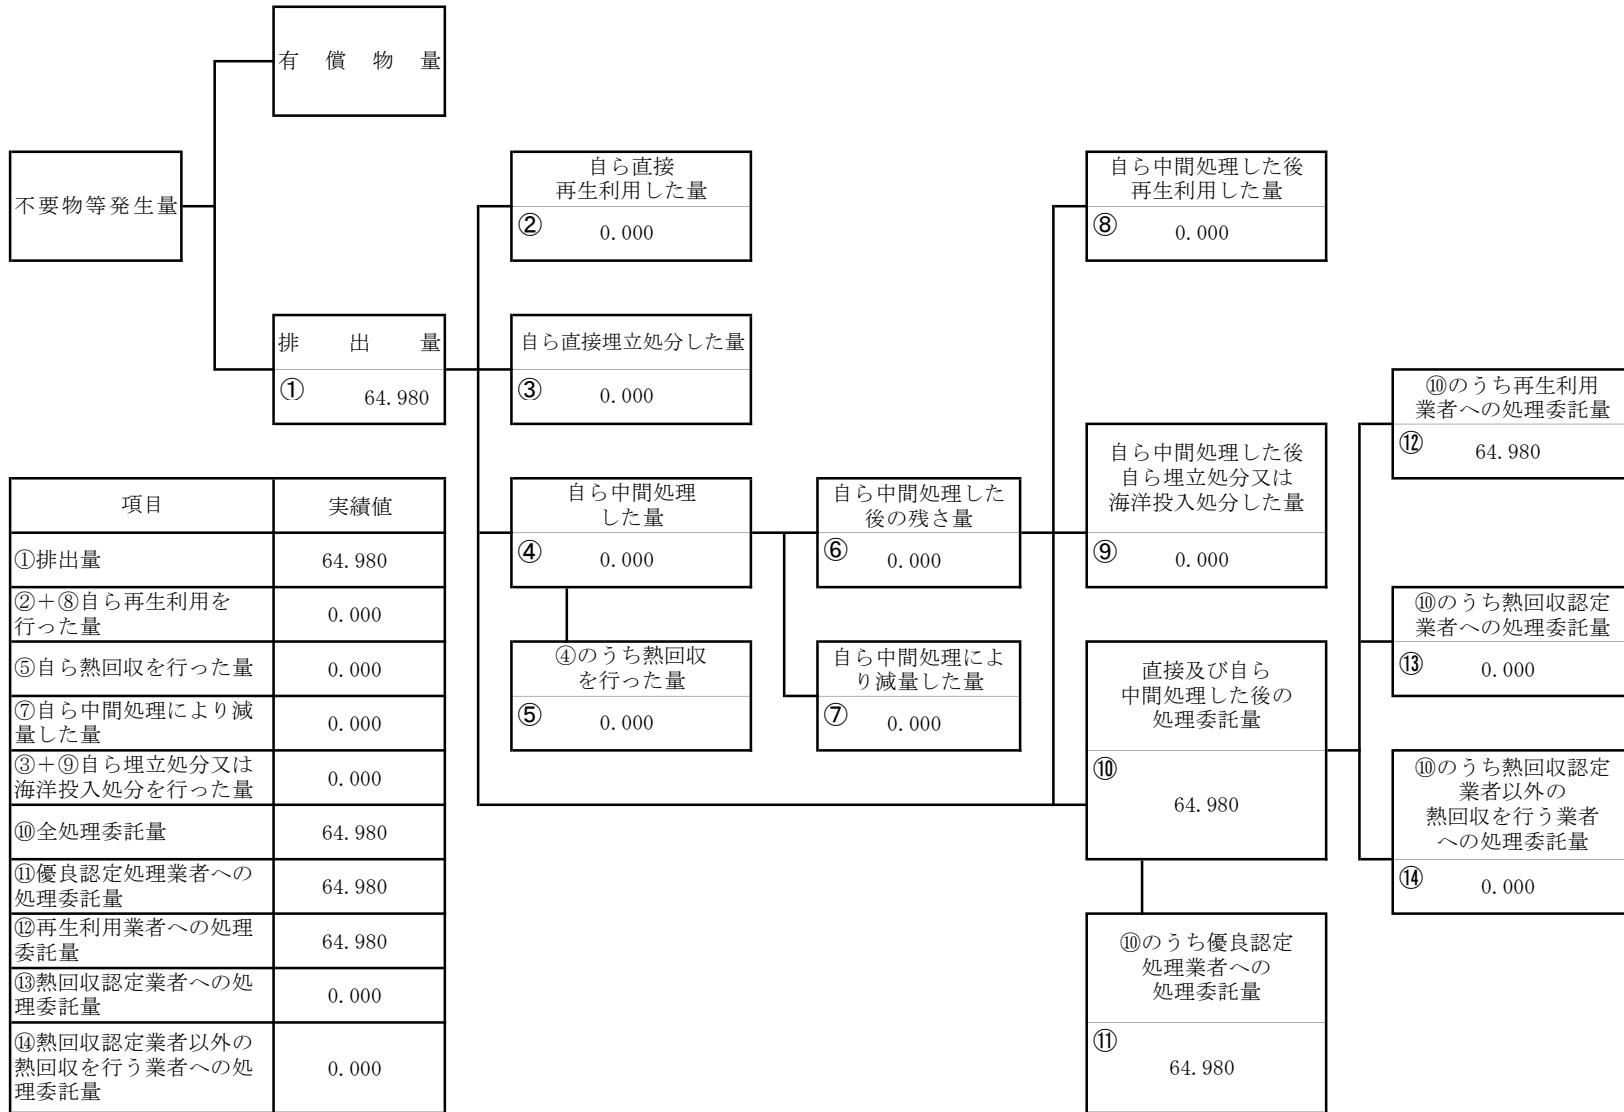 有償物量
不要物等発生量
排出量
① 64.980
自ら直接
再生利用した量
② 0.000
自ら直接埋立処分した量
③ 0.000
自ら中間処理
した量
④ 0.000
④のうち熱回収
を行った量
⑤ 0.000
自ら中間処理した
後の残さ量
⑥ 0.000
自ら中間処理によ
り減量した量
⑦ 0.000
自ら中間処理した後
再生利用した量
⑧ 0.000
自ら中間処理した後
自ら埋立処分又は
海洋投入処分した量
⑨ 0.000
直接及び自ら
中間処理した後の
処理委託量
⑩
64.980
⑩のうち優良認定
処理業者への
処理委託量
⑪
64.980
⑩のうち再生利用
業者への処理委託量
⑫ 64.980
⑩のうち熱回収認定
業者への処理委託量
⑬ 0.000
⑩のうち熱回収認定
業者以外の
熱回収を行う業者
への処理委託量
⑭ 0.000
項目 実績値
①排出量 64.980
②+⑧自ら再生利用を
行った量 0.000
⑤自ら熱回収を行った量 0.000
⑦自ら中間処理により減
量した量 0.000
③+⑨自ら埋立処分又は
海洋投入処分を行った量 0.000
⑩全処理委託量 64.980
⑪優良認定処理業者への
処理委託量 64.980
⑫再生利用業者への処理
委託量 64.980
⑬熱回収認定業者への処
理委託量 0.000
⑭熱回収認定業者以外の
熱回収を行う業者への処
理委託量 0.000